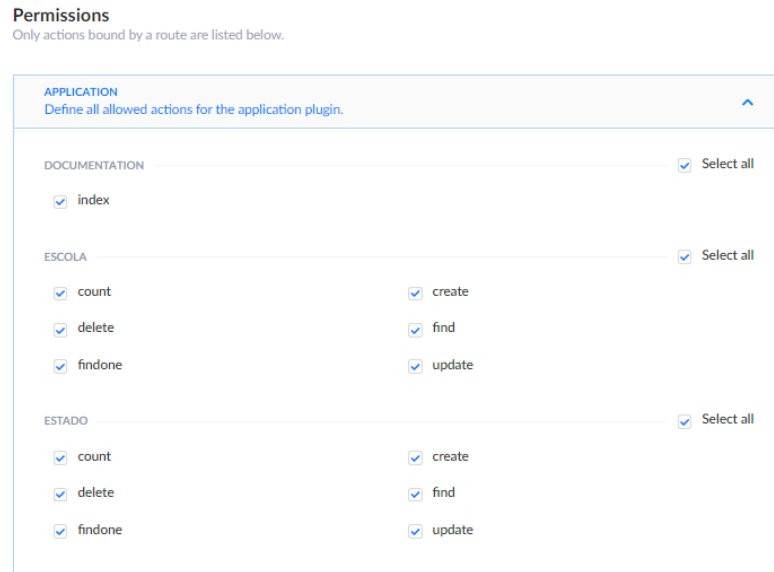 Permissions
Only actions bound by a route are listed below.
APPLICATION
Define all allowed actions for the application plugin.
DOCUMENTATION Select all
index
ESCOLA Select all
count create
delete find
findone update
ESTADO Select all
count create
delete find
findone update